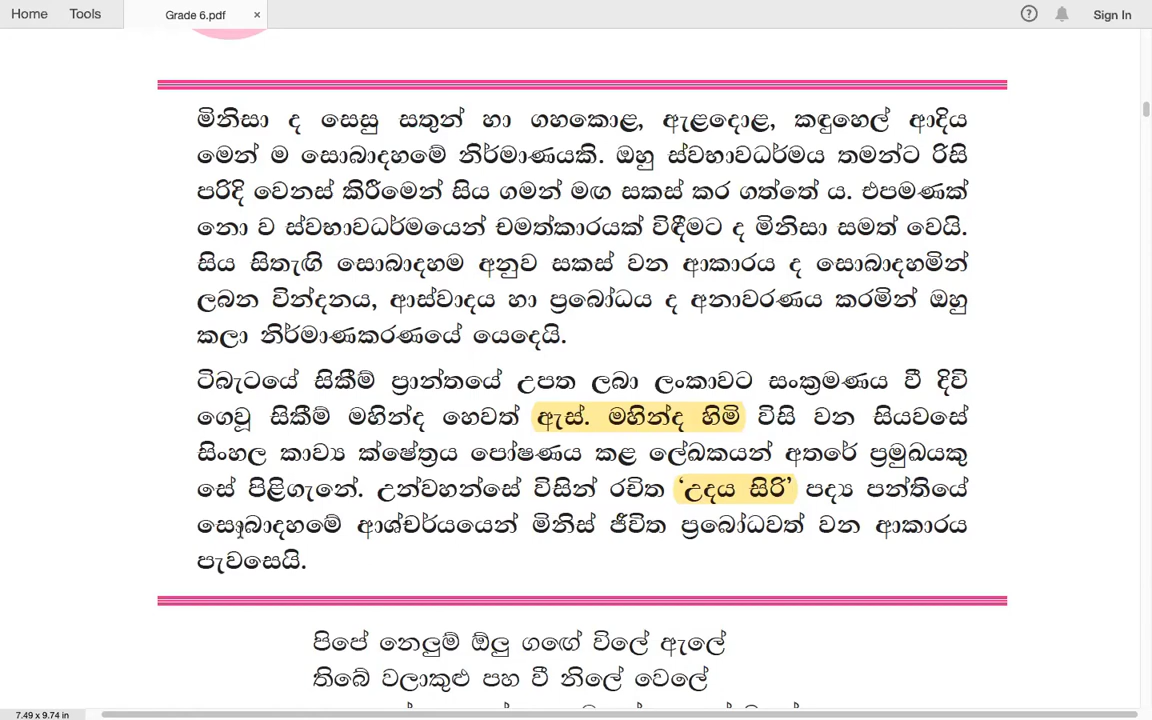 Home Tools Grade 6.pdf × ? Sign In
මිනිසා ද සෙසු සතුන් හා ගහකොළ, ඇළදොළ, කඳුහෙල් ආදිය
මෙන් ම සොබාදහමේ නිර්මාණයකි. ඔහු ස්වභාවධර්මය තමන්ට රිසි
පරිදි වෙනස් කිරීමෙන් සිය ගමන් මඟ සකස් කර ගත්තේ ය. එපමණක්
නො ව ස්වභාවධර්මයෙන් චමත්කාරයක් විඳීමට ද මිනිසා සමත් වෙයි.
සිය සිතැඟි සොබාදහම අනුව සකස් වන ආකාරය ද සොබාදහමින්
ලබන වින්දනය, ආස්වාදය හා ප්‍රබෝධය ද අනාවරණය කරමින් ඔහු
කලා නිර්මාණකරණයේ යෙදෙයි.
ටිබැටයේ සිකීම් ප්‍රාන්තයේ උපත ලබා ලංකාවට සංක්‍රමණය වී දිවි
ගෙවූ සිකීම් මහින්ද හෙවත් ඇස්. මහින්ද හිමි විසි වන සියවසේ
සිංහල කාව්‍ය ක්ෂේත්‍රය පෝෂණය කළ ලේඛකයන් අතරේ ප්‍රමුඛයකු
සේ පිළිගැනේ. උන්වහන්සේ විසින් රචිත ‘උදය සිරි’ පද්‍ය පන්තියේ
සෞබාදහමේ ආශ්චර්යයෙන් මිනිස් ජීවිත ප්‍රබෝධවත් වන ආකාරය
පැවසෙයි.
පිපේ නෙලුම් ඕලු ගඟේ විලේ ඇලේ
තිබේ වලාකුළු පහ වී නිලේ වෙලේ
7.49 x 9.74 in